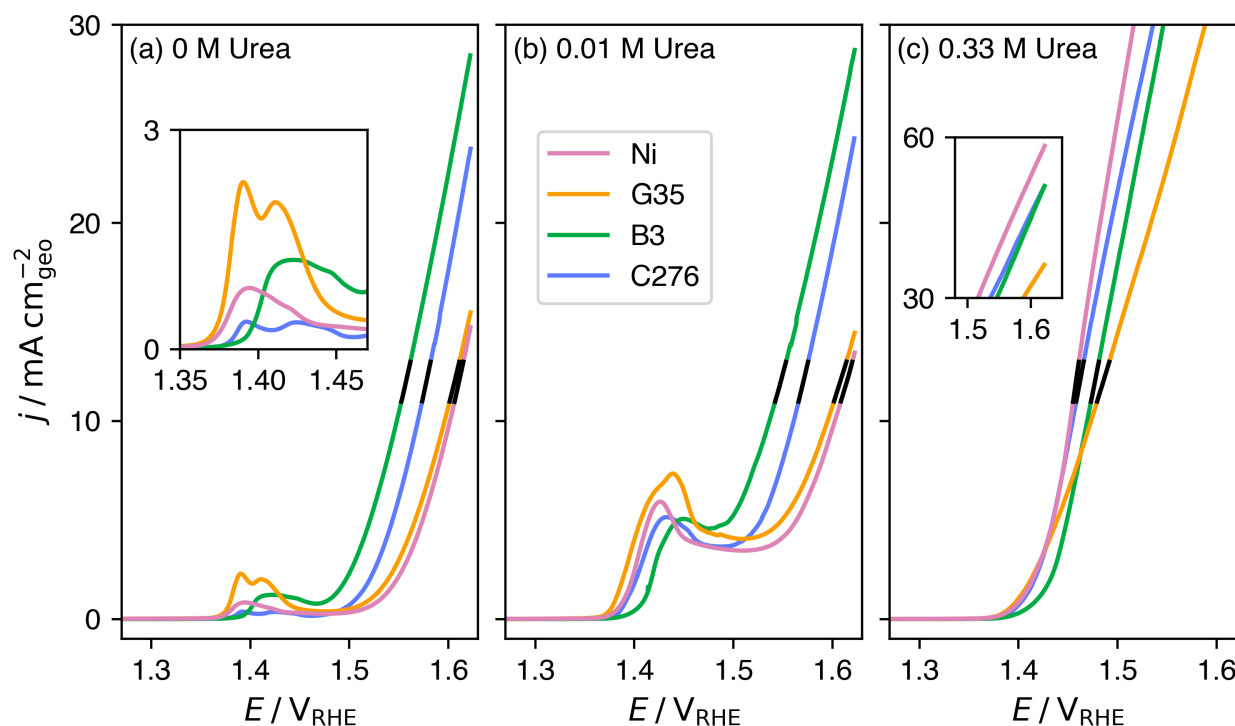 (a) 0 M Urea
(b) 0.01 M Urea
(c) 0.33 M Urea
30
20
10
0
j / mA cm⁻²geo
3
0
1.35 1.40 1.45
Ni
G35
B3
C276
60
30
1.5 1.6
1.3 1.4 1.5 1.6
1.3 1.4 1.5 1.6
1.3 1.4 1.5 1.6
E / VRHE
E / VRHE
E / VRHE